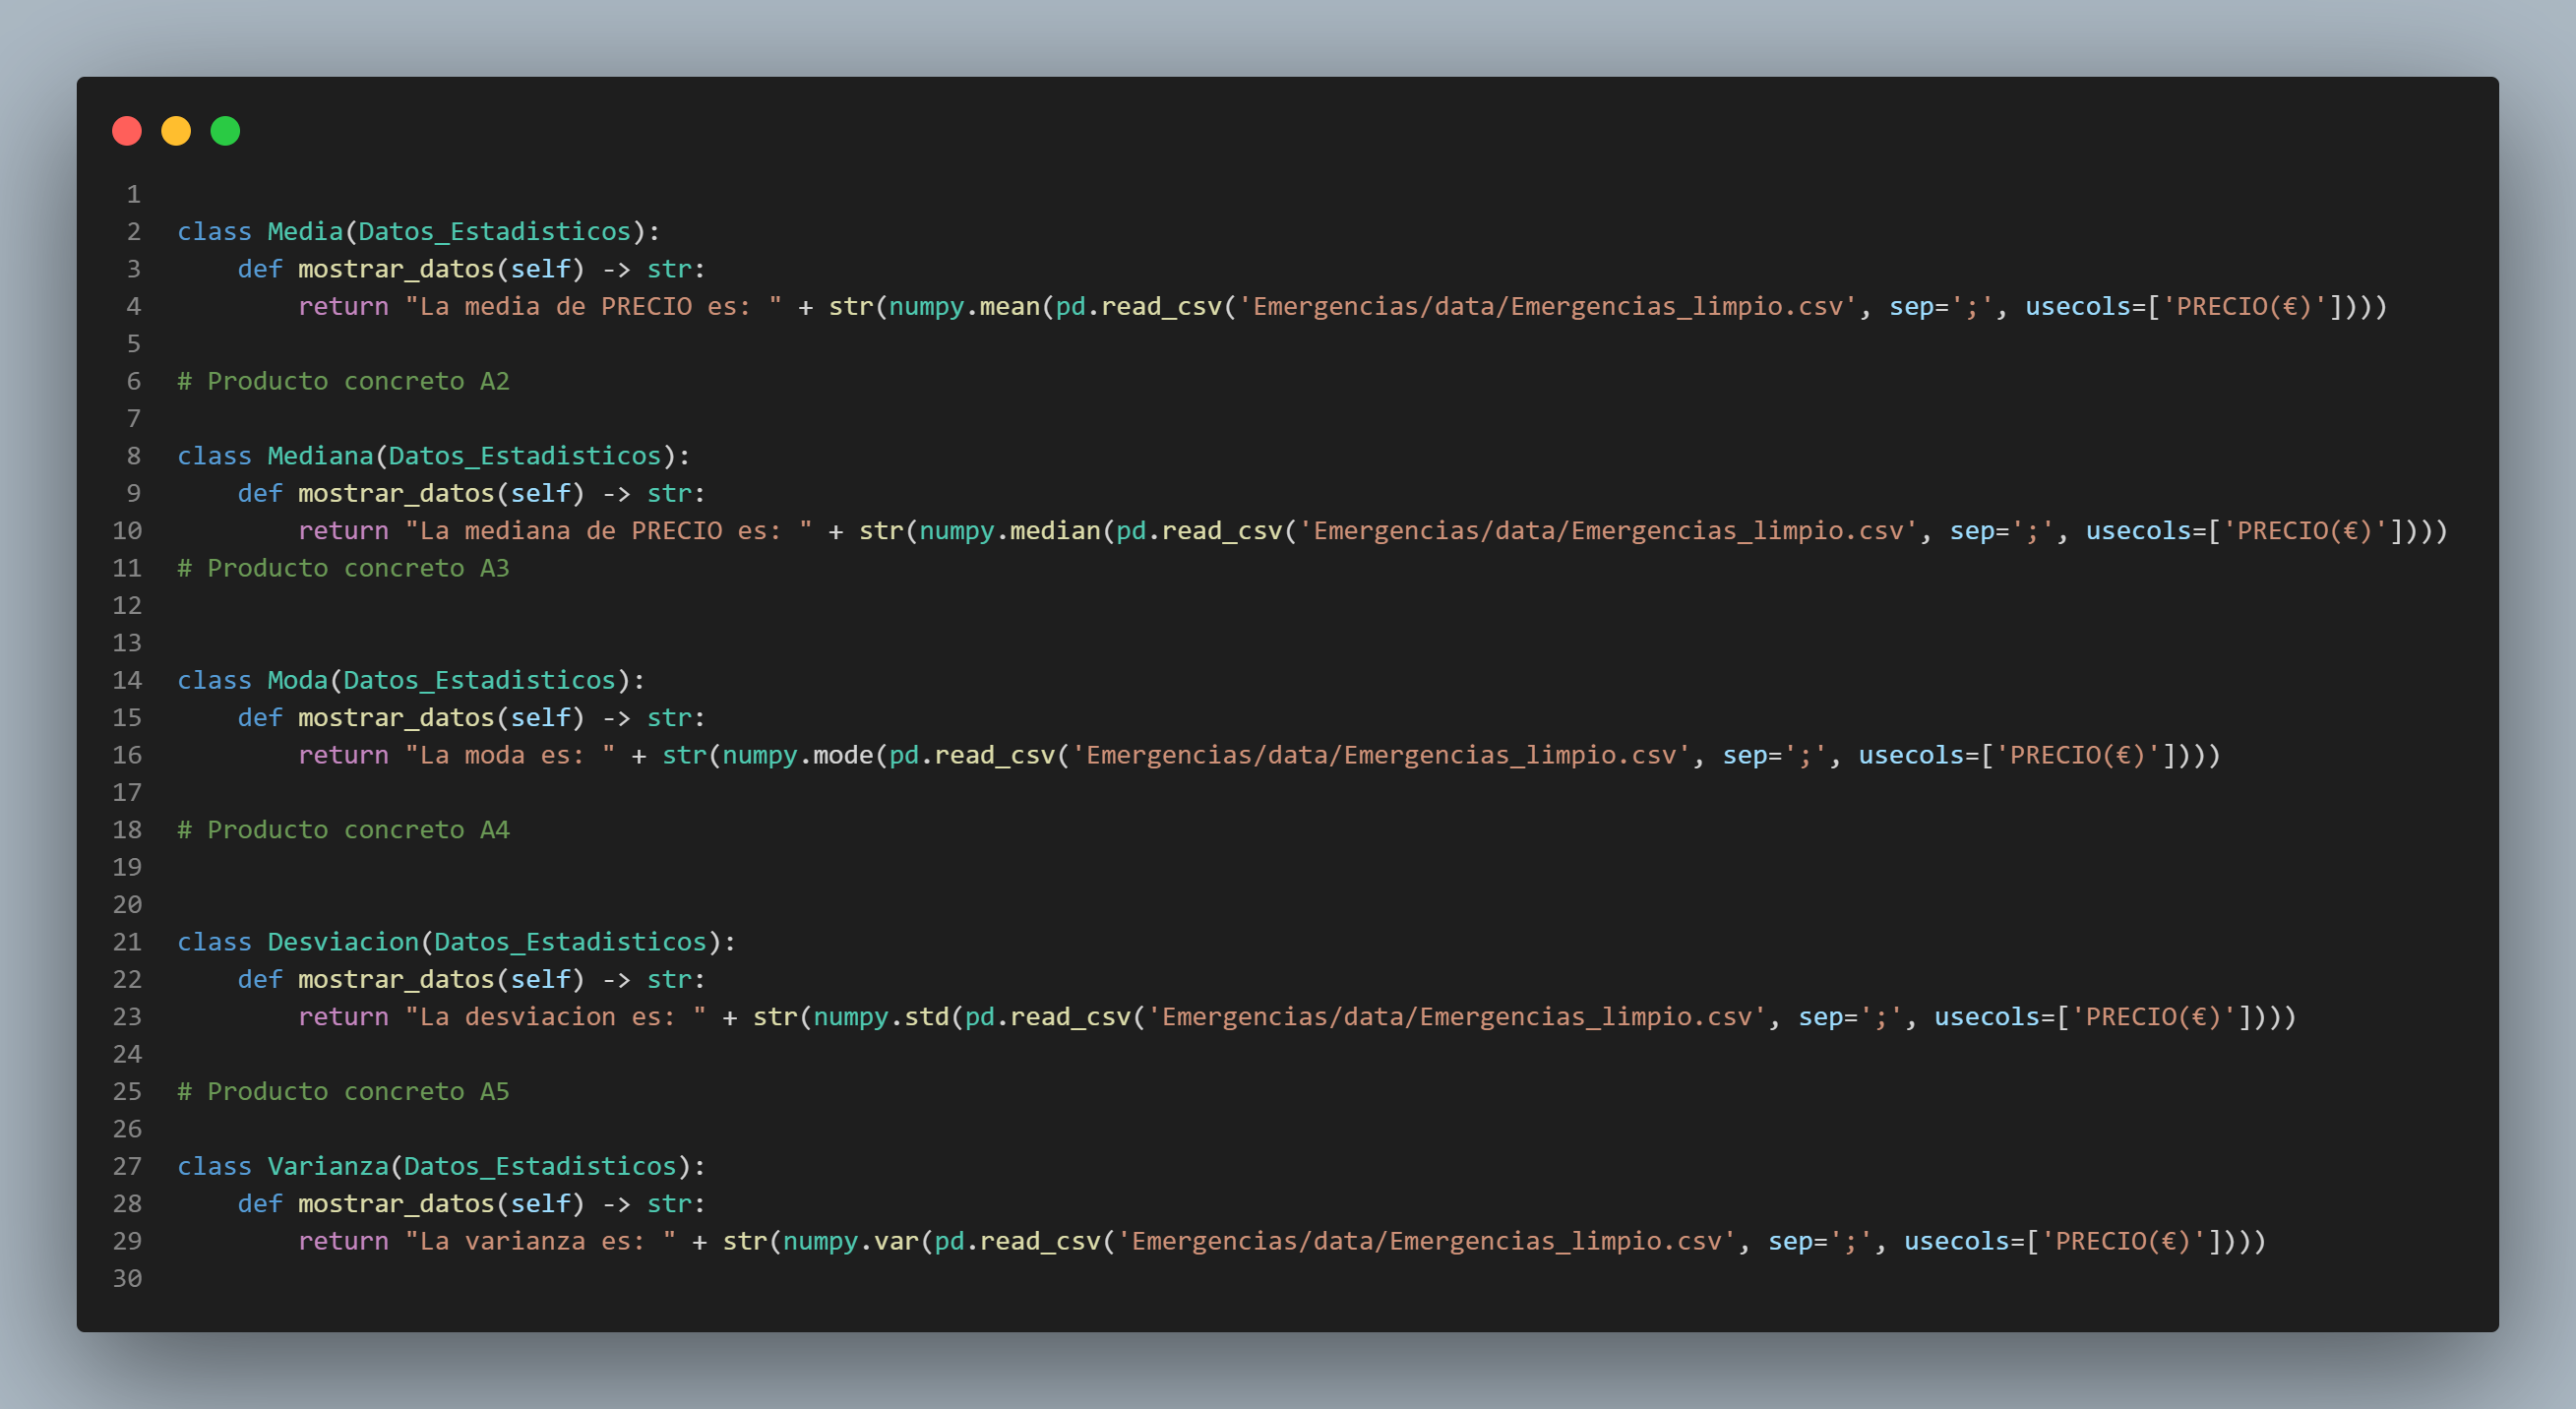 1
2 class Media(Datos_Estadisticos):
3     def mostrar_datos(self) -> str:
4         return "La media de PRECIO es: " + str(numpy.mean(pd.read_csv('Emergencias/data/Emergencias_limpio.csv', sep=';', usecols=['PRECIO(€)'])))
5
6 # Producto concreto A2
7
8 class Mediana(Datos_Estadisticos):
9     def mostrar_datos(self) -> str:
10         return "La mediana de PRECIO es: " + str(numpy.median(pd.read_csv('Emergencias/data/Emergencias_limpio.csv', sep=';', usecols=['PRECIO(€)'])))
11 # Producto concreto A3
12
13
14 class Moda(Datos_Estadisticos):
15     def mostrar_datos(self) -> str:
16         return "La moda es: " + str(numpy.mode(pd.read_csv('Emergencias/data/Emergencias_limpio.csv', sep=';', usecols=['PRECIO(€)'])))
17
18 # Producto concreto A4
19
20
21 class Desviacion(Datos_Estadisticos):
22     def mostrar_datos(self) -> str:
23         return "La desviacion es: " + str(numpy.std(pd.read_csv('Emergencias/data/Emergencias_limpio.csv', sep=';', usecols=['PRECIO(€)'])))
24
25 # Producto concreto A5
26
27 class Varianza(Datos_Estadisticos):
28     def mostrar_datos(self) -> str:
29         return "La varianza es: " + str(numpy.var(pd.read_csv('Emergencias/data/Emergencias_limpio.csv', sep=';', usecols=['PRECIO(€)'])))
30